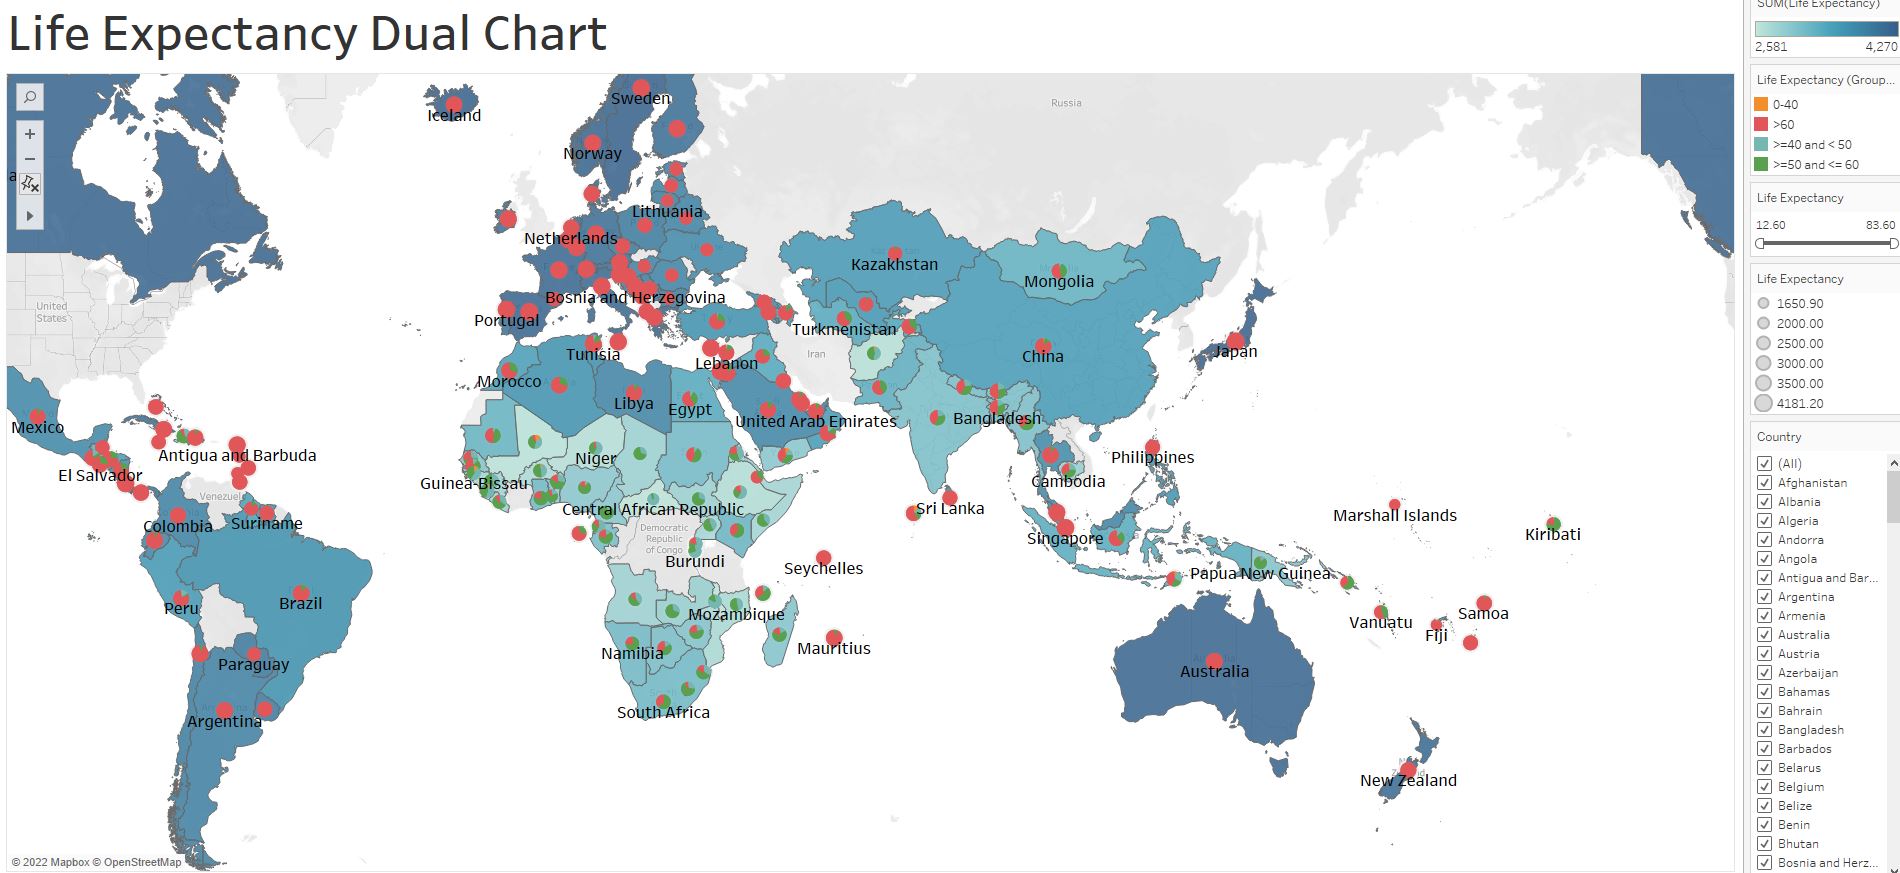 Life Expectancy Dual Chart
Russia
Sweden
Iceland
Norway
a
Lithuania
Netherlands
Kazakhstan
Mongolia
Bosnia and Herzegovina
United
States
Portugal
Turkmenistan
Iran
China
Japan
Tunisia
Lebanon
Morocco
Libya
Egypt
United Arab Emirates
Bangladesh
Mexico
Antigua and Barbuda
Niger
Philippines
El Salvador
Guinea-Bissau
Cambodia
Venezuel
Central African Republic
Sri Lanka
Marshall Islands
Colombia
Suriname
Democratic
Republic
of Congo
Singapore
Kiribati
Burundi
Seychelles
Papua New Guinea
Peru
Brazil
Mozambique
Samoa
Vanuatu
Fiji
Namibia
Mauritius
Paraguay
Australia
South Africa
Argentina
New Zealand
© 2022 Mapbox © OpenStreetMap
SUM(Life Expectancy)
2,581 4,270
Life Expectancy (Group...
0-40
>60
>=40 and < 50
>=50 and <= 60
Life Expectancy
12.60 83.60
Life Expectancy
1650.90
2000.00
2500.00
3000.00
3500.00
4181.20
Country
(All)
Afghanistan
Albania
Algeria
Andorra
Angola
Antigua and Bar...
Argentina
Armenia
Australia
Austria
Azerbaijan
Bahamas
Bahrain
Bangladesh
Barbados
Belarus
Belgium
Belize
Benin
Bhutan
Bosnia and Herz...